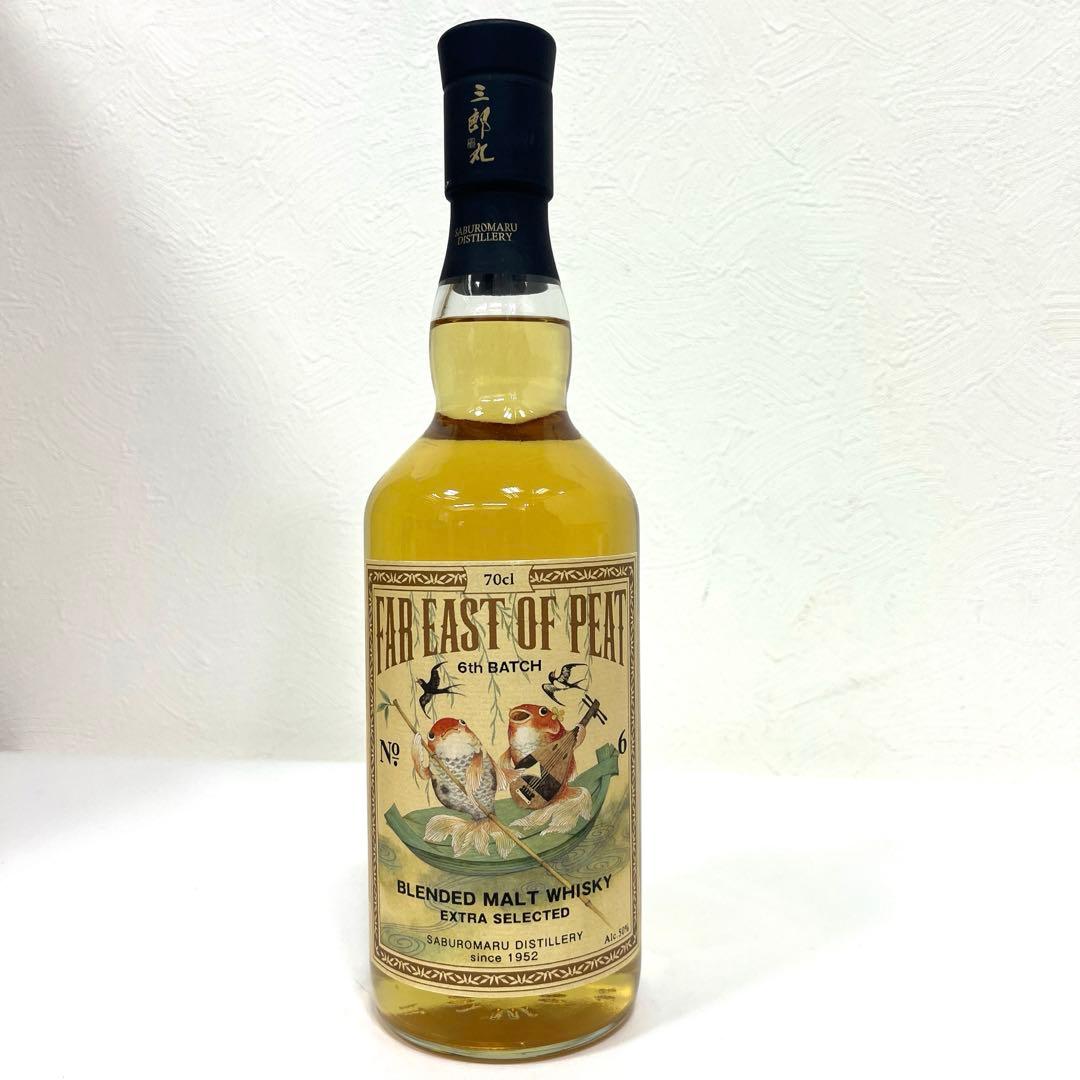 三郎丸
SABUROMARU
DISTILLERY
70cl
FAR EAST OF PEAT
6th BATCH
Nº 6
BLENDED MALT WHISKY
EXTRA SELECTED
SABUROMARU DISTILLERY
Alc.50%
since 1952